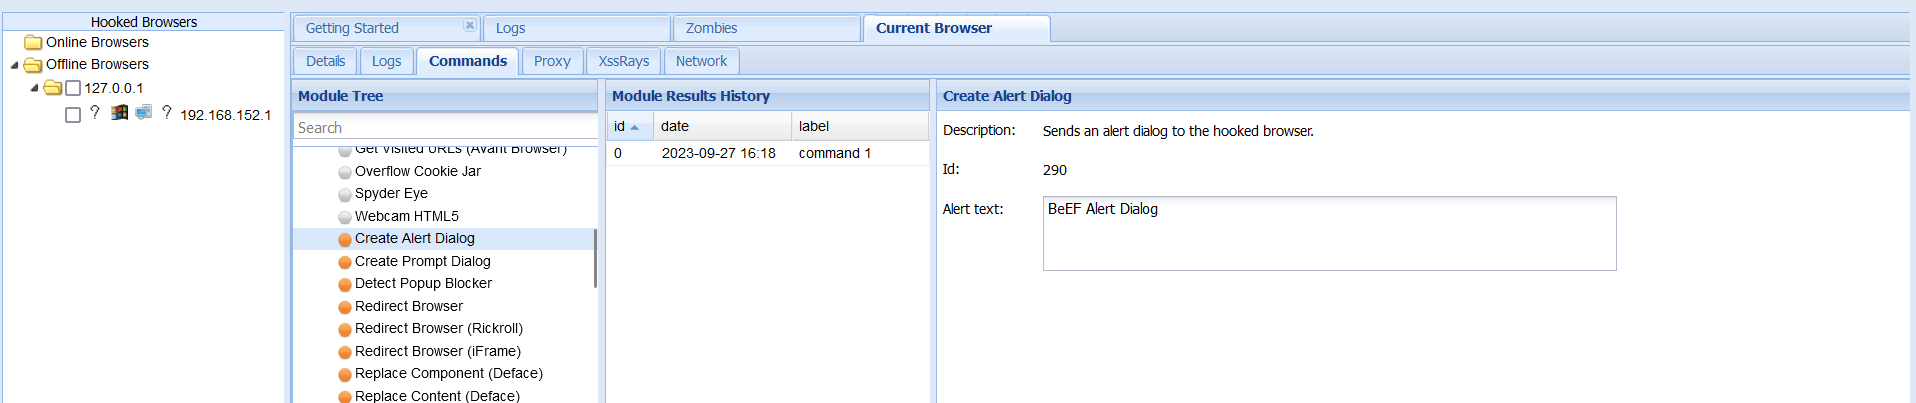 Hooked Browsers
Online Browsers
Offline Browsers
127.0.0.1
? ? 192.168.152.1
Getting Started Logs Zombies Current Browser
Details Logs Commands Proxy XssRays Network
Module Tree
Search
Get Visited URLs (Avant Browser)
Overflow Cookie Jar
Spyder Eye
Webcam HTML5
Create Alert Dialog
Create Prompt Dialog
Detect Popup Blocker
Redirect Browser
Redirect Browser (Rickroll)
Redirect Browser (iFrame)
Replace Component (Deface)
Replace Content (Deface)
Module Results History
id date label
0 2023-09-27 16:18 command 1
Create Alert Dialog
Description: Sends an alert dialog to the hooked browser.
Id: 290
Alert text: BeEF Alert Dialog